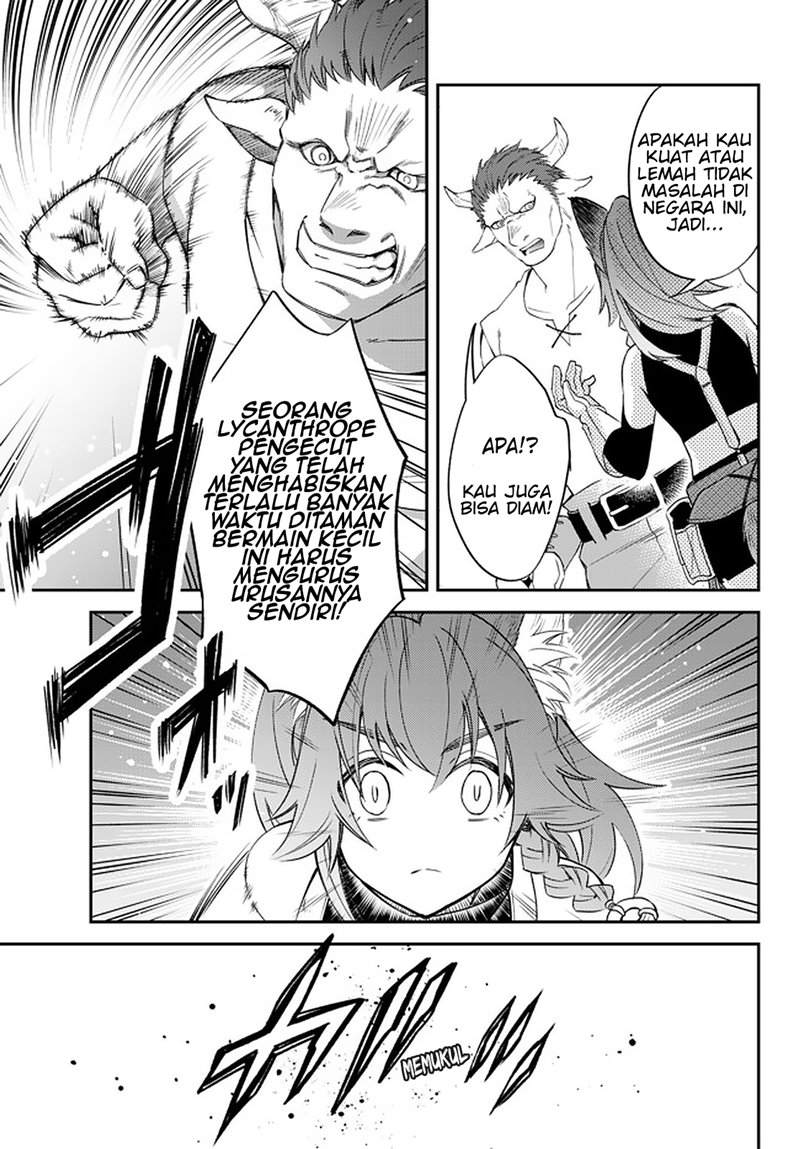 APAKAH KAU
KUAT ATAU
LEMAH TIDAK
MASALAH DI
NEGARA INI,
JADI...
APA!?
KAU JUGA
BISA DIAM!
SEORANG
LYCANTHROPE
PENGECUT
YANG TELAH
MENGHABISKAN
TERLALU BANYAK
WAKTU DITAMAN
BERMAIN KECIL
INI HARUS
MENGURUS
URUSANNYA
SENDIRI!
MEMUKUL